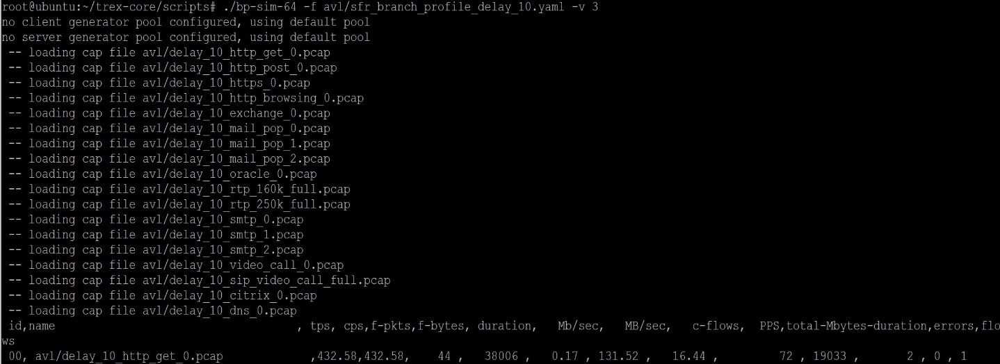 root@ubuntu:~/trex-core/scripts# ./bp-sim-64 -f avl/sfr_branch_profile_delay_10.yaml -v 3
no client generator pool configured, using default pool
no server generator pool configured, using default pool
-- loading cap file avl/delay_10_http_get_0.pcap
-- loading cap file avl/delay_10_http_post_0.pcap
-- loading cap file avl/delay_10_https_0.pcap
-- loading cap file avl/delay_10_http_browsing_0.pcap
-- loading cap file avl/delay_10_exchange_0.pcap
-- loading cap file avl/delay_10_mail_pop_0.pcap
-- loading cap file avl/delay_10_mail_pop_1.pcap
-- loading cap file avl/delay_10_mail_pop_2.pcap
-- loading cap file avl/delay_10_oracle_0.pcap
-- loading cap file avl/delay_10_rtp_160k_full.pcap
-- loading cap file avl/delay_10_rtp_250k_full.pcap
-- loading cap file avl/delay_10_smtp_0.pcap
-- loading cap file avl/delay_10_smtp_1.pcap
-- loading cap file avl/delay_10_smtp_2.pcap
-- loading cap file avl/delay_10_video_call_0.pcap
-- loading cap file avl/delay_10_sip_video_call_full.pcap
-- loading cap file avl/delay_10_citrix_0.pcap
-- loading cap file avl/delay_10_dns_0.pcap
id,name , tps, cps,f-pkts,f-bytes, duration, Mb/sec, MB/sec, c-flows, PPS,total-Mbytes-duration,errors,flo
ws
00, avl/delay_10_http_get_0.pcap ,432.58,432.58, 44 , 38006 , 0.17 , 131.52 , 16.44 , 72 , 19033 , 2 , 0 , 1